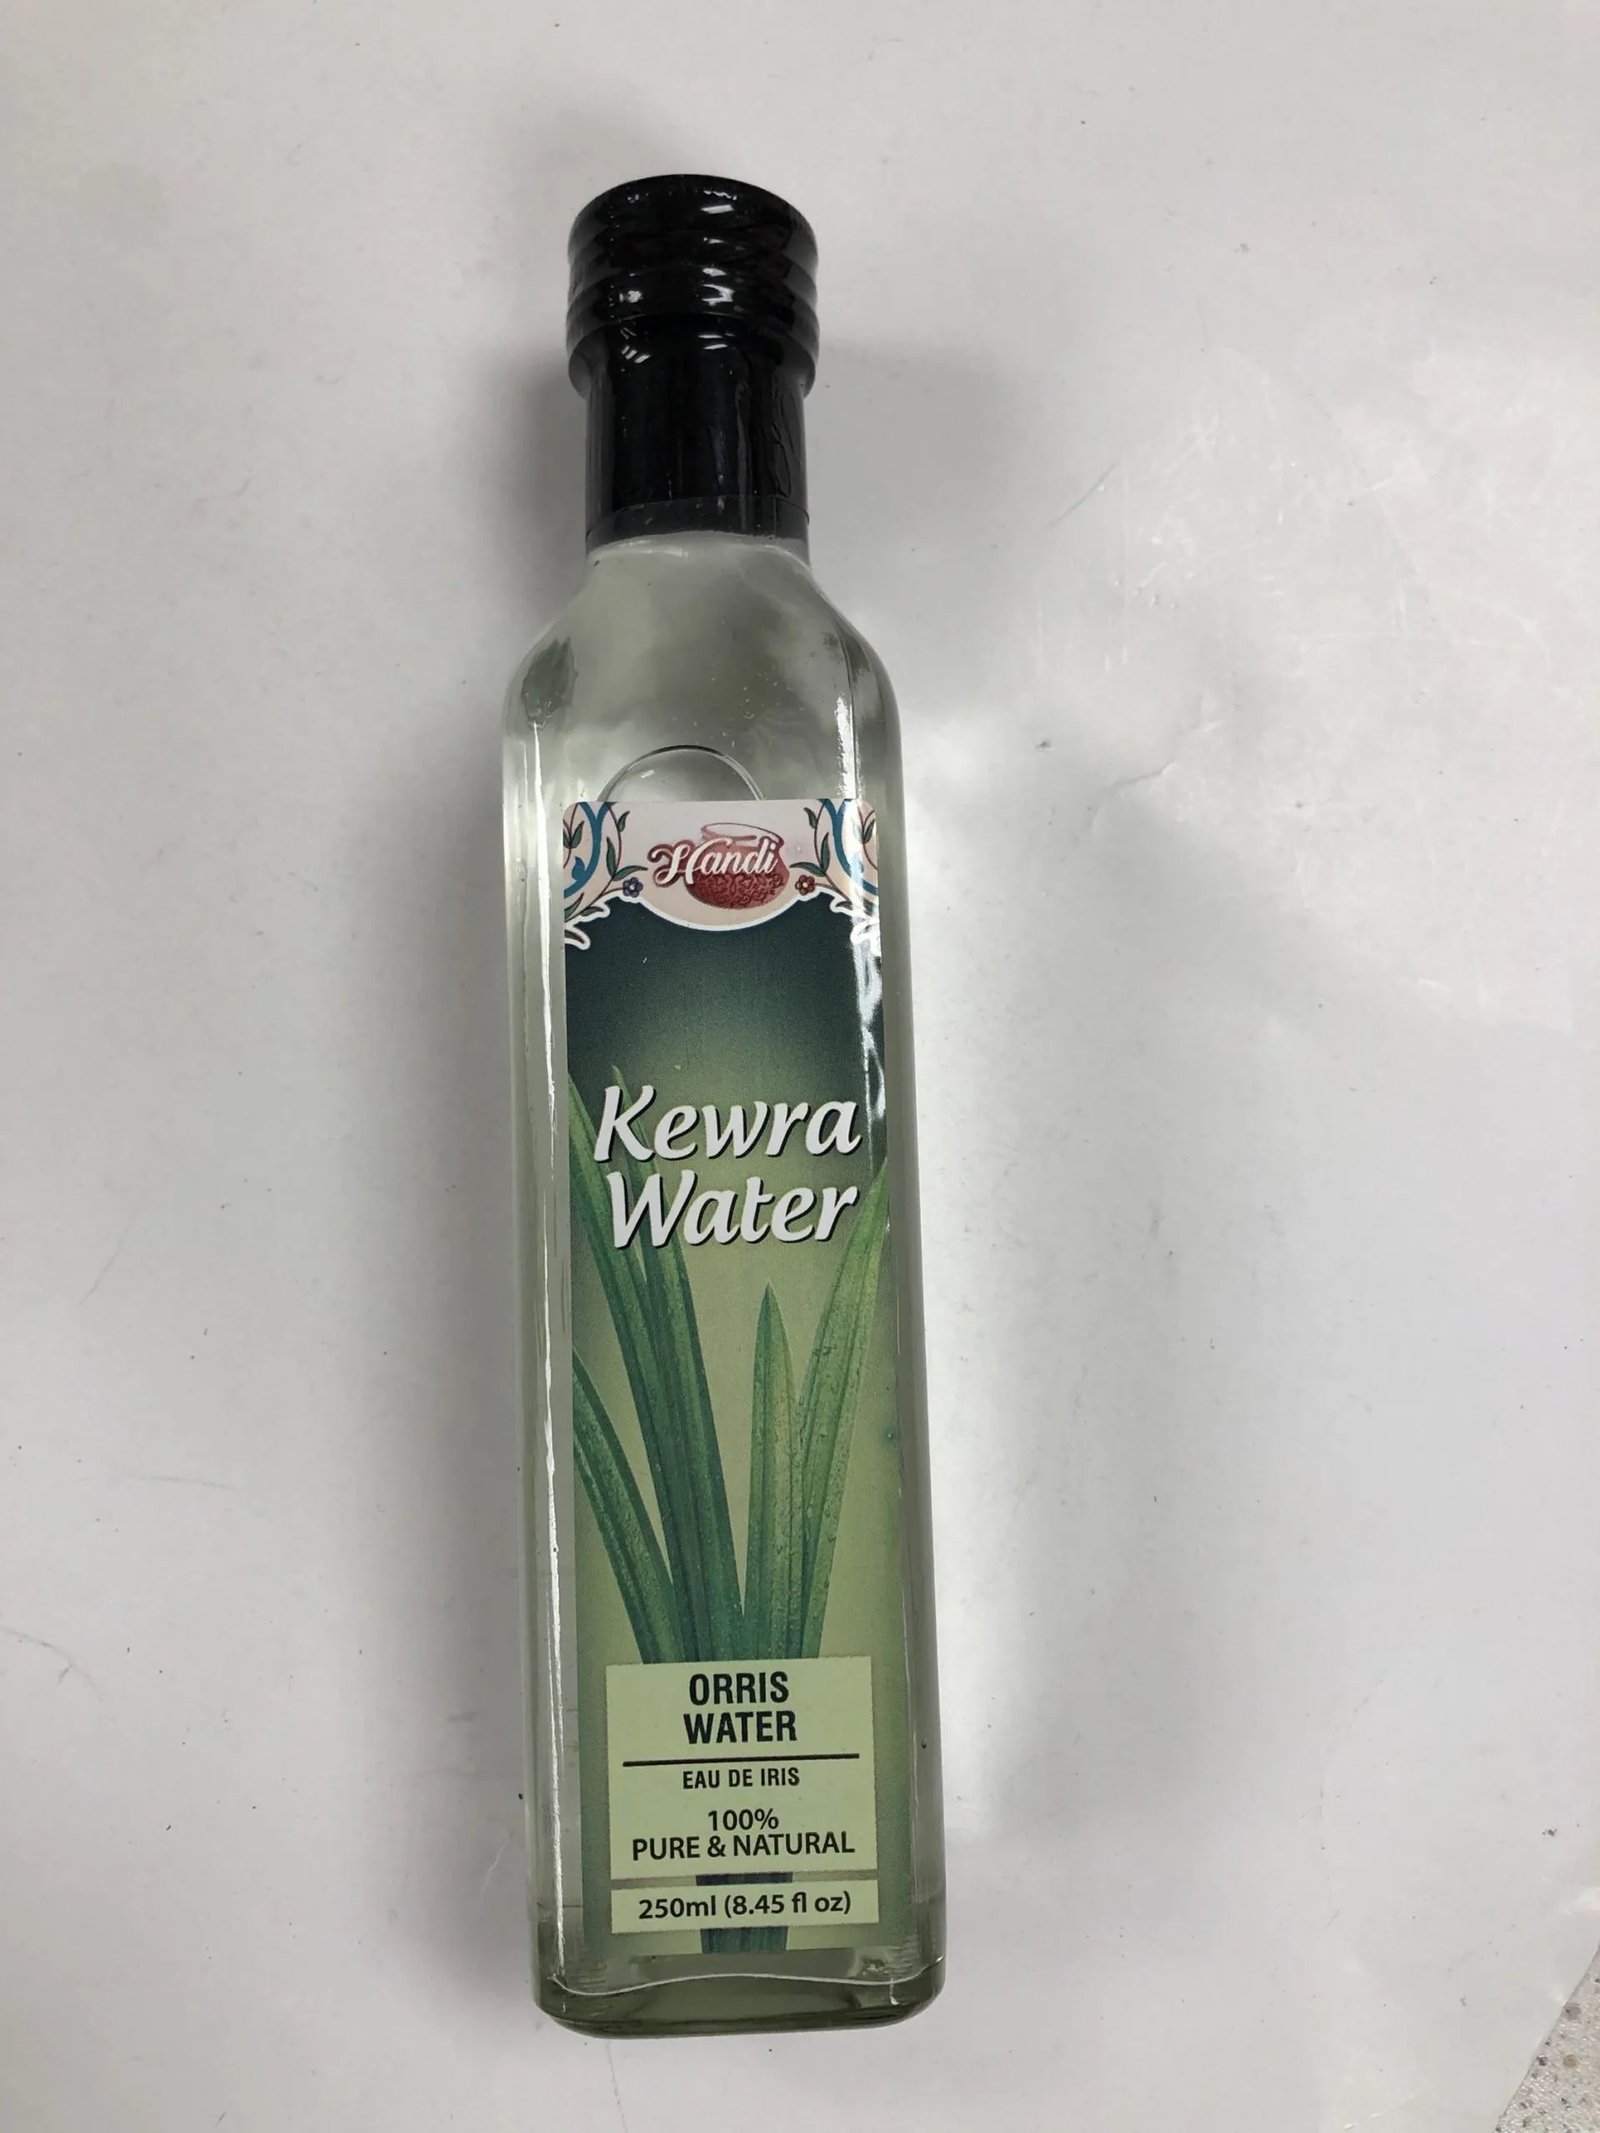 Handi
Kewra
Water
ORRIS
WATER
EAU DE IRIS
100%
PURE & NATURAL
250ml (8.45 fl oz)